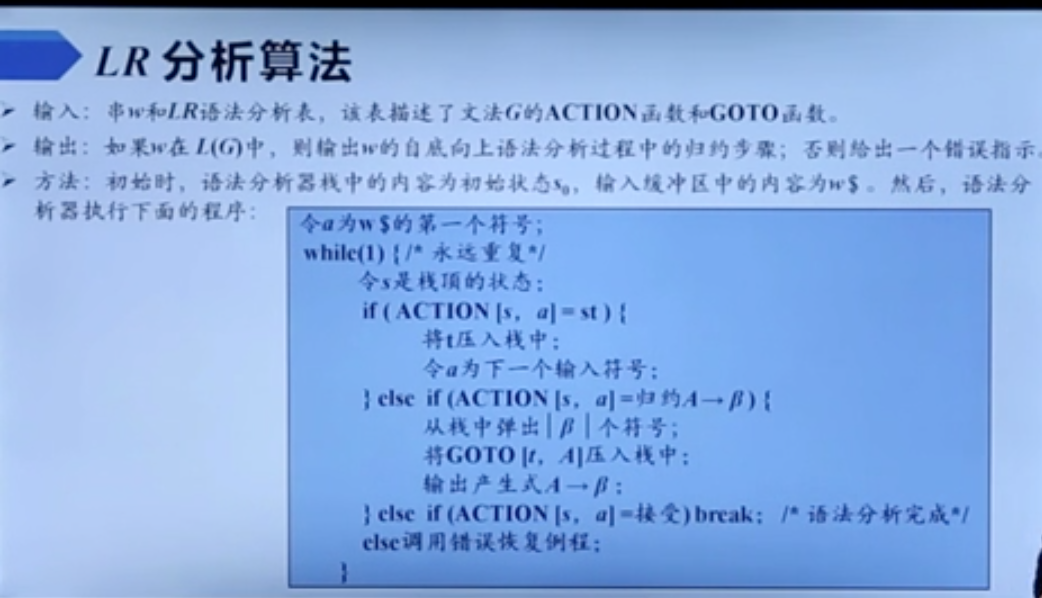 LR 分析算法
➢ 输入：串w和LR语法分析表，该表描述了文法G的ACTION函数和GOTO函数。
➢ 输出：如果w在 L(G)中，则输出w的自底向上语法分析过程中的归约步骤；否则给出一个错误指示。
➢ 方法：初始时，语法分析器栈中的内容为初始状态s₀，输入缓冲区中的内容为w$ 。然后，语法分
析器执行下面的程序：
令a为w $的第一个符号；
while(1) { /* 永远重复*/
令s是栈顶的状态；
if ( ACTION [s, a] = st ) {
将t压入栈中；
令a为下一个输入符号；
} else if (ACTION [s, a] =归约A→β ) {
从栈中弹出│β│个符号；
将GOTO [t, A]压入栈中；
输出产生式A→β；
} else if (ACTION [s, a] =接受) break； /* 语法分析完成*/
else调用错误恢复例程；
}